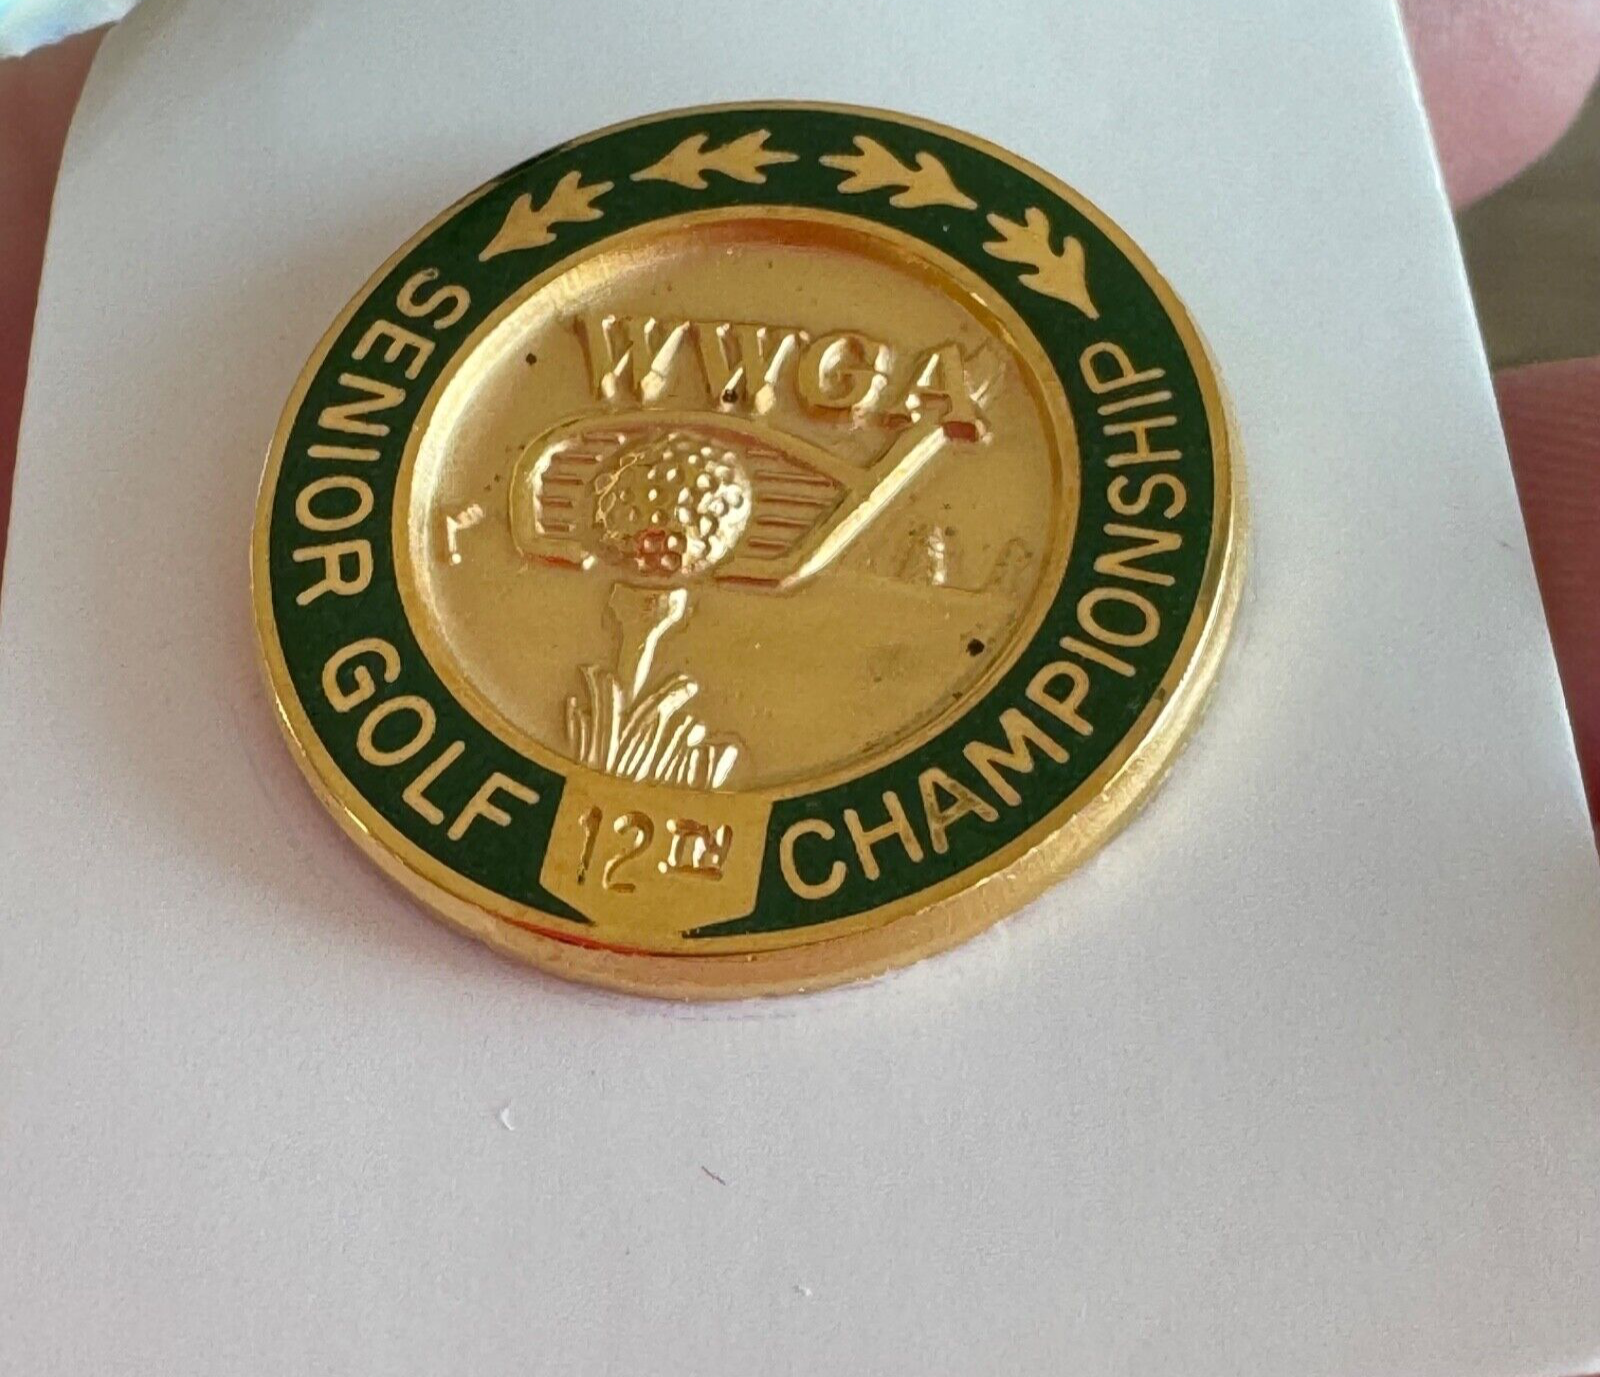 WWGA
SENIOR GOLF
12TH
CHAMPIONSHIP